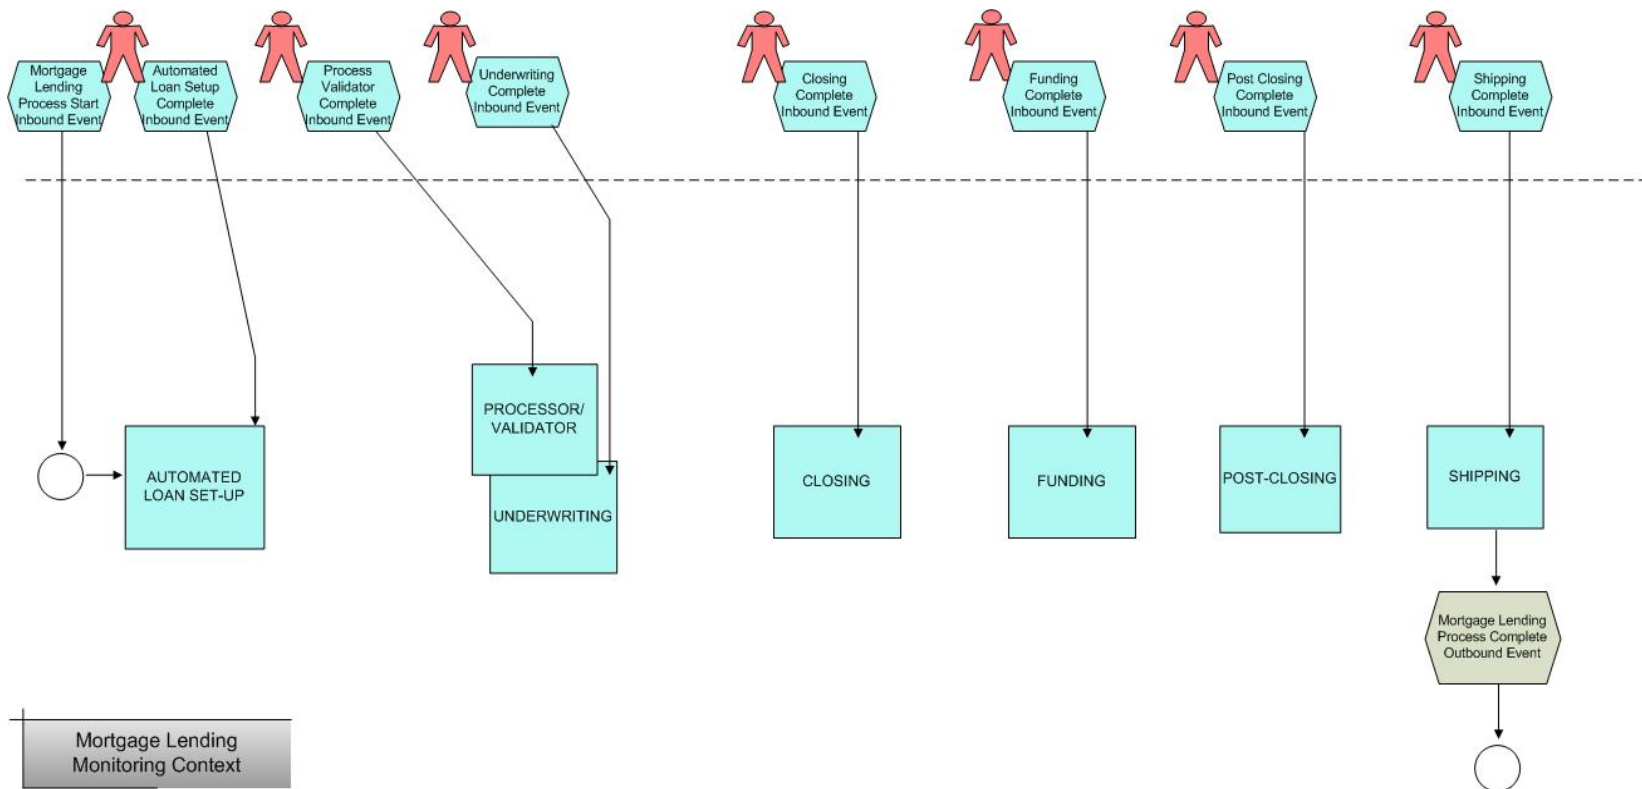 Mortgage
Lending
Process Start
Inbound Event
Automated
Loan Setup
Complete
Inbound Event
Process
Validator
Complete
Inbound Event
Underwriting
Complete
Inbound Event
Closing
Complete
Inbound Event
Funding
Complete
Inbound Event
Post Closing
Complete
Inbound Event
Shipping
Complete
Inbound Event
AUTOMATED
LOAN SET-UP
PROCESSOR/
VALIDATOR
UNDERWRITING
CLOSING
FUNDING
POST-CLOSING
SHIPPING
Mortgage Lending
Process Complete
Outbound Event
Mortgage Lending
Monitoring Context